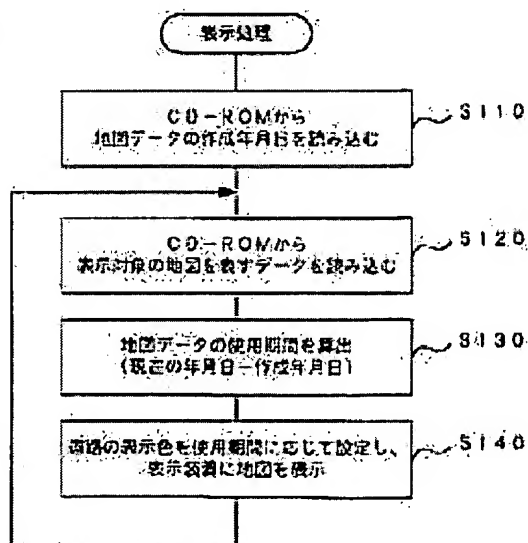 表示処理
CD-ROMから
地図データの作成年月日を読み込む
S110
CD-ROMから
表示対象の地図を表すデータを読み込む
S120
地図データの使用期間を算出
(現在の年月日-作成年月日)
S130
道路の表示色を使用期間に応じて設定し、
表示装置に地図を表示
S140